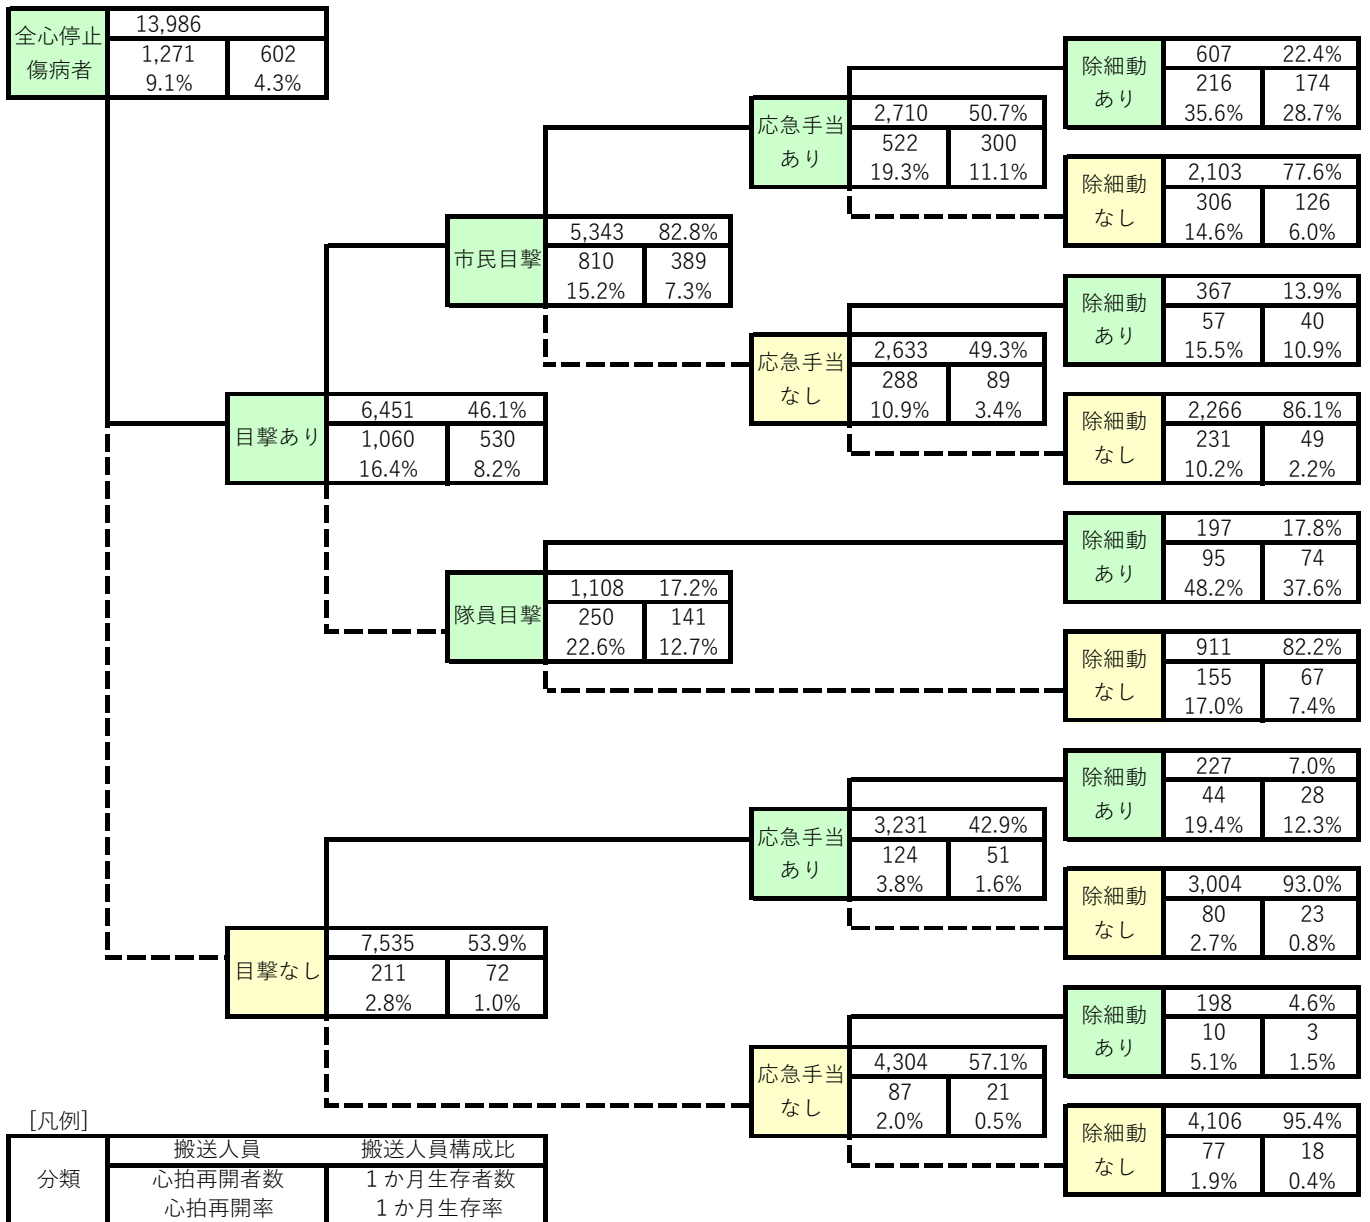 全心停止
傷病者
13,986
1,271 602
9.1% 4.3%
目撃あり
6,451 46.1%
1,060 530
16.4% 8.2%
市民目撃
5,343 82.8%
810 389
15.2% 7.3%
応急手当
あり
2,710 50.7%
522 300
19.3% 11.1%
除細動
あり
607 22.4%
216 174
35.6% 28.7%
除細動
なし
2,103 77.6%
306 126
14.6% 6.0%
応急手当
なし
2,633 49.3%
288 89
10.9% 3.4%
除細動
あり
367 13.9%
57 40
15.5% 10.9%
除細動
なし
2,266 86.1%
231 49
10.2% 2.2%
隊員目撃
1,108 17.2%
250 141
22.6% 12.7%
除細動
あり
197 17.8%
95 74
48.2% 37.6%
除細動
なし
911 82.2%
155 67
17.0% 7.4%
目撃なし
7,535 53.9%
211 72
2.8% 1.0%
応急手当
あり
3,231 42.9%
124 51
3.8% 1.6%
除細動
あり
227 7.0%
44 28
19.4% 12.3%
除細動
なし
3,004 93.0%
80 23
2.7% 0.8%
応急手当
なし
4,304 57.1%
87 21
2.0% 0.5%
除細動
あり
198 4.6%
10 3
5.1% 1.5%
除細動
なし
4,106 95.4%
77 18
1.9% 0.4%
[凡例]
分類
搬送人員 搬送人員構成比
心拍再開者数 1か月生存者数
心拍再開率 1か月生存率